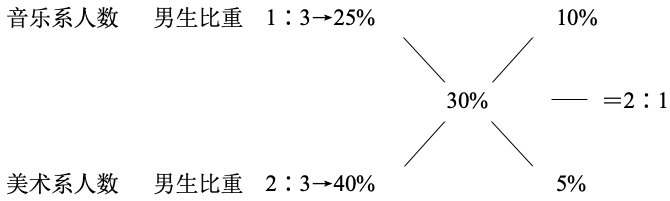 音乐系人数 男生比重 1∶3→25% 10%
30% — =2∶1
美术系人数 男生比重 2∶3→40% 5%